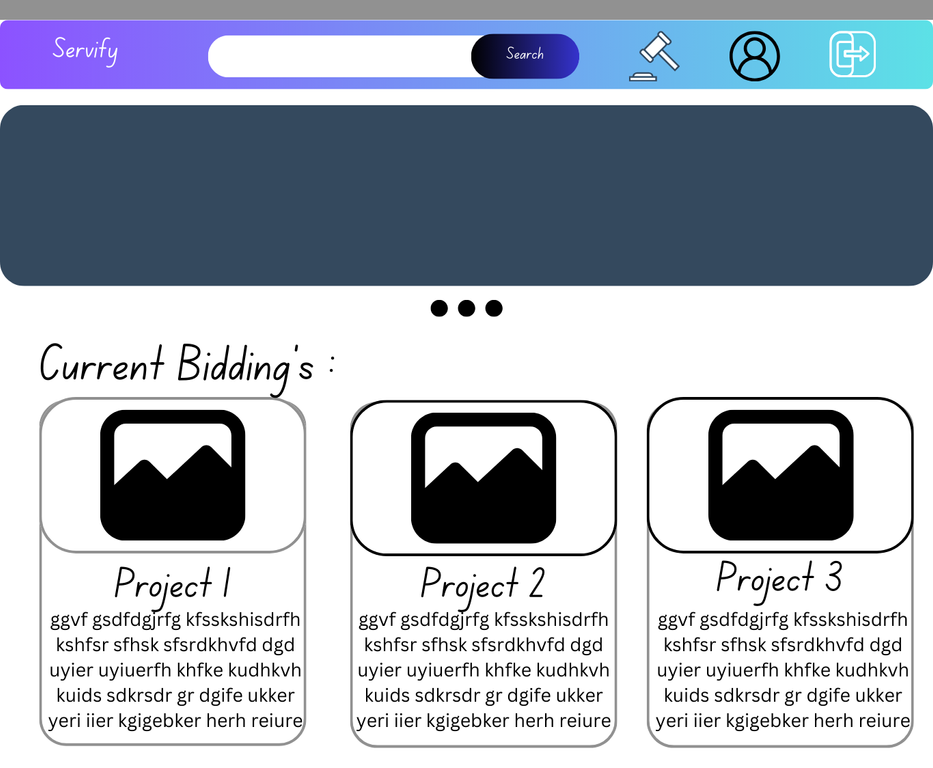 Servify
Search
Current Bidding's :
Project 1
ggvf gsdfdgjrfg kfsskshisdrfh
kshfsr sfhsk sfsrdkhvfd dgd
uyier uyiuerfh khfke kudhkvh
kuids sdkrsdr gr dgife ukker
yeri iier kgigebker herh reiure
Project 2
ggvf gsdfdgjrfg kfsskshisdrfh
kshfsr sfhsk sfsrdkhvfd dgd
uyier uyiuerfh khfke kudhkvh
kuids sdkrsdr gr dgife ukker
yeri iier kgigebker herh reiure
Project 3
ggvf gsdfdgjrfg kfsskshisdrfh
kshfsr sfhsk sfsrdkhvfd dgd
uyier uyiuerfh khfke kudhkvh
kuids sdkrsdr gr dgife ukker
yeri iier kgigebker herh reiure